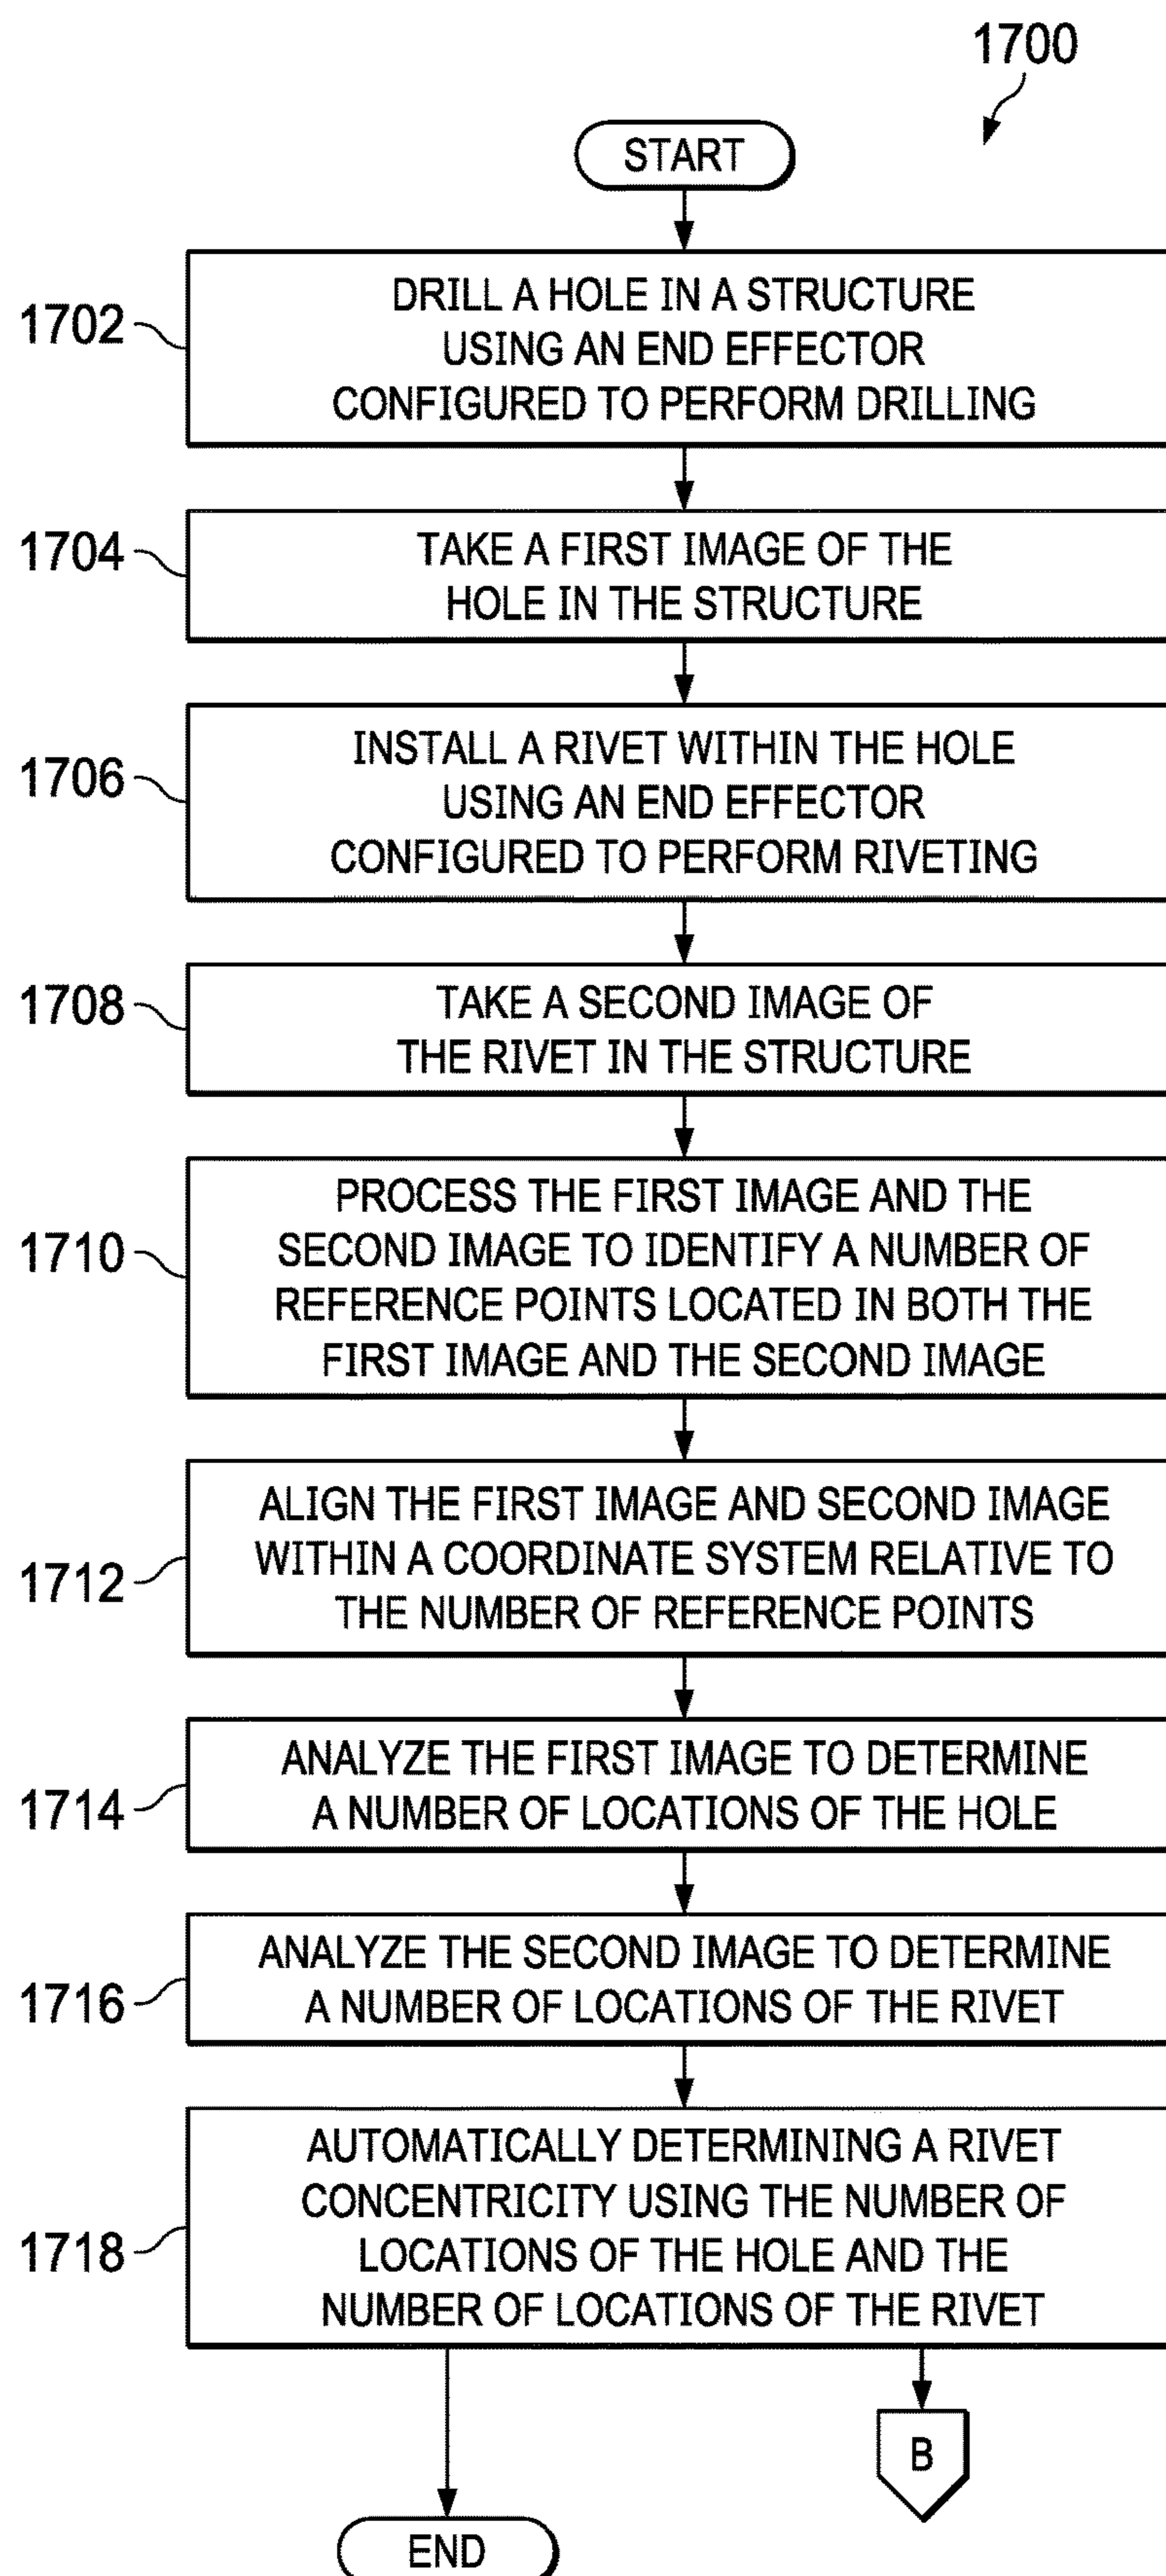 1700
START
1702
DRILL A HOLE IN A STRUCTURE
USING AN END EFFECTOR
CONFIGURED TO PERFORM DRILLING
1704
TAKE A FIRST IMAGE OF THE
HOLE IN THE STRUCTURE
1706
INSTALL A RIVET WITHIN THE HOLE
USING AN END EFFECTOR
CONFIGURED TO PERFORM RIVETING
1708
TAKE A SECOND IMAGE OF
THE RIVET IN THE STRUCTURE
1710
PROCESS THE FIRST IMAGE AND THE
SECOND IMAGE TO IDENTIFY A NUMBER OF
REFERENCE POINTS LOCATED IN BOTH THE
FIRST IMAGE AND THE SECOND IMAGE
1712
ALIGN THE FIRST IMAGE AND SECOND IMAGE
WITHIN A COORDINATE SYSTEM RELATIVE TO
THE NUMBER OF REFERENCE POINTS
1714
ANALYZE THE FIRST IMAGE TO DETERMINE
A NUMBER OF LOCATIONS OF THE HOLE
1716
ANALYZE THE SECOND IMAGE TO DETERMINE
A NUMBER OF LOCATIONS OF THE RIVET
1718
AUTOMATICALLY DETERMINING A RIVET
CONCENTRICITY USING THE NUMBER OF
LOCATIONS OF THE HOLE AND THE
NUMBER OF LOCATIONS OF THE RIVET
B
END